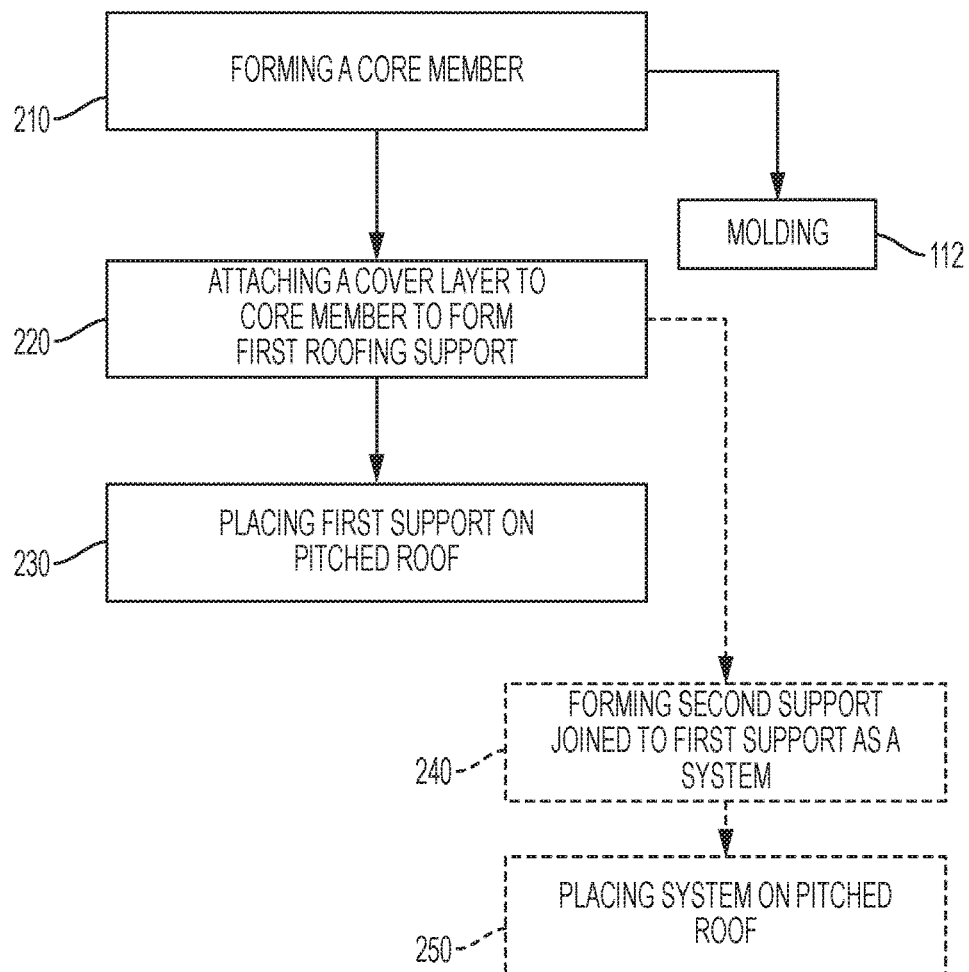 FORMING A CORE MEMBER
210
MOLDING
112
ATTACHING A COVER LAYER TO
CORE MEMBER TO FORM
FIRST ROOFING SUPPORT
220
PLACING FIRST SUPPORT ON
PITCHED ROOF
230
FORMING SECOND SUPPORT
JOINED TO FIRST SUPPORT AS A
SYSTEM
240
PLACING SYSTEM ON PITCHED
ROOF
250